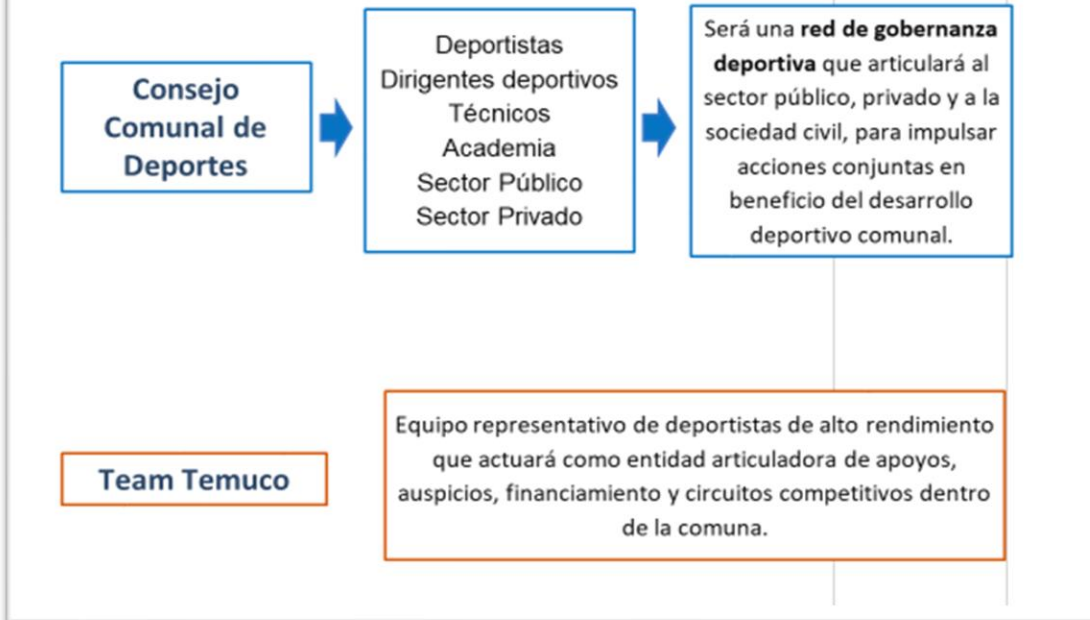 Consejo
Comunal de
Deportes
Deportistas
Dirigentes deportivos
Técnicos
Academia
Sector Público
Sector Privado
Será una red de gobernanza
deportiva que articulará al
sector público, privado y a la
sociedad civil, para impulsar
acciones conjuntas en
beneficio del desarrollo
deportivo comunal.
Team Temuco
Equipo representativo de deportistas de alto rendimiento
que actuará como entidad articuladora de apoyos,
auspicios, financiamiento y circuitos competitivos dentro
de la comuna.